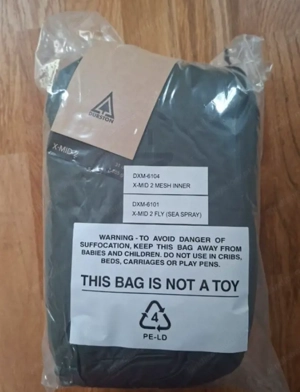 DURSTON
X-MID 2
DXM-6104
X-MID 2 MESH INNER
DXM-6101
X-MID 2 FLY (SEA SPRAY)
WARNING - TO AVOID DANGER OF
SUFFOCATION, KEEP THIS BAG AWAY FROM
BABIES AND CHILDREN. DO NOT USE IN CRIBS,
BEDS, CARRIAGES OR PLAY PENS.
THIS BAG IS NOT A TOY
4
PE-LD